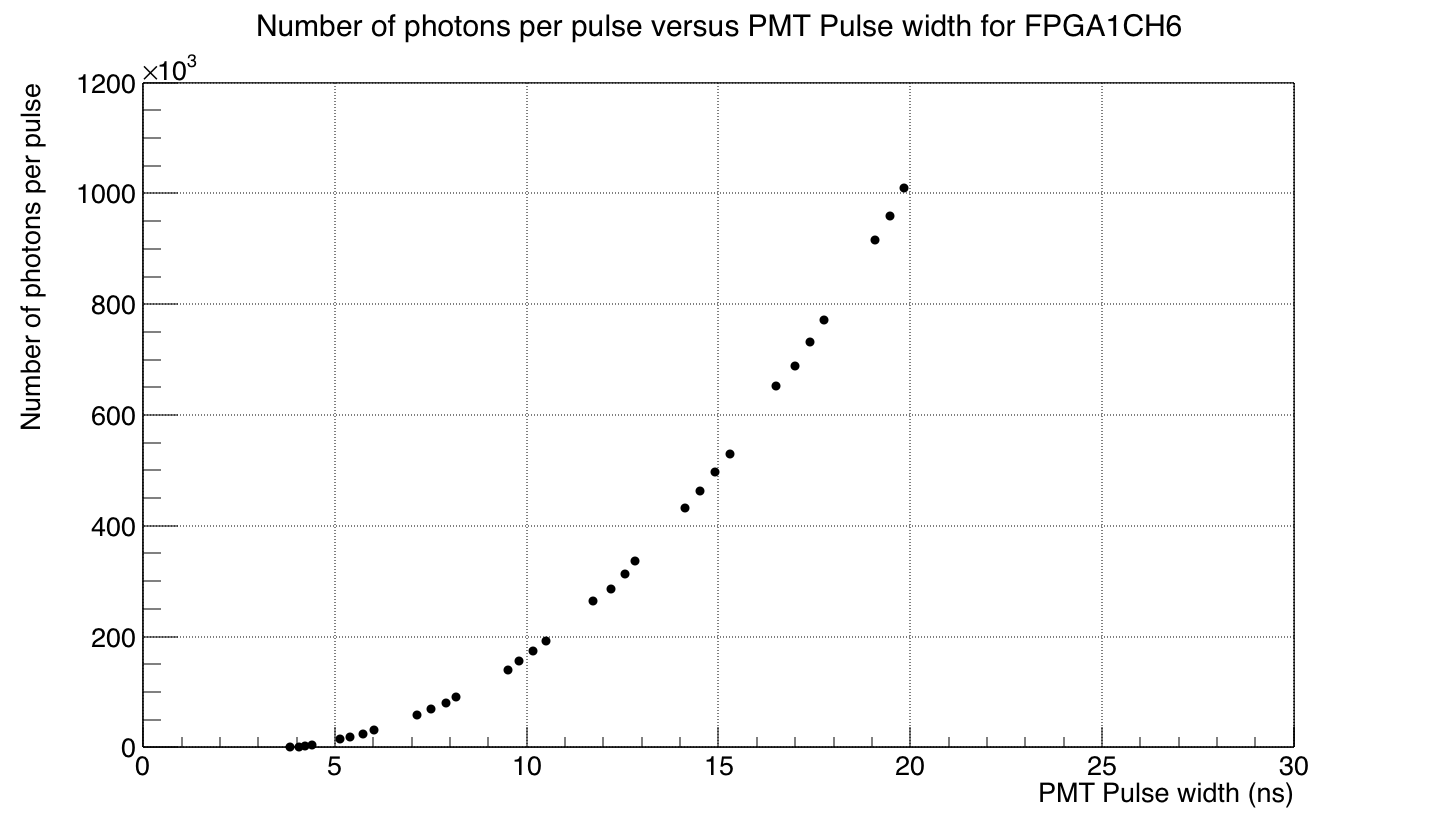 Number of photons per pulse versus PMT Pulse width for FPGA1CH6
×10³
Number of photons per pulse
1200
1000
800
600
400
200
0
0 5 10 15 20 25 30
PMT Pulse width (ns)